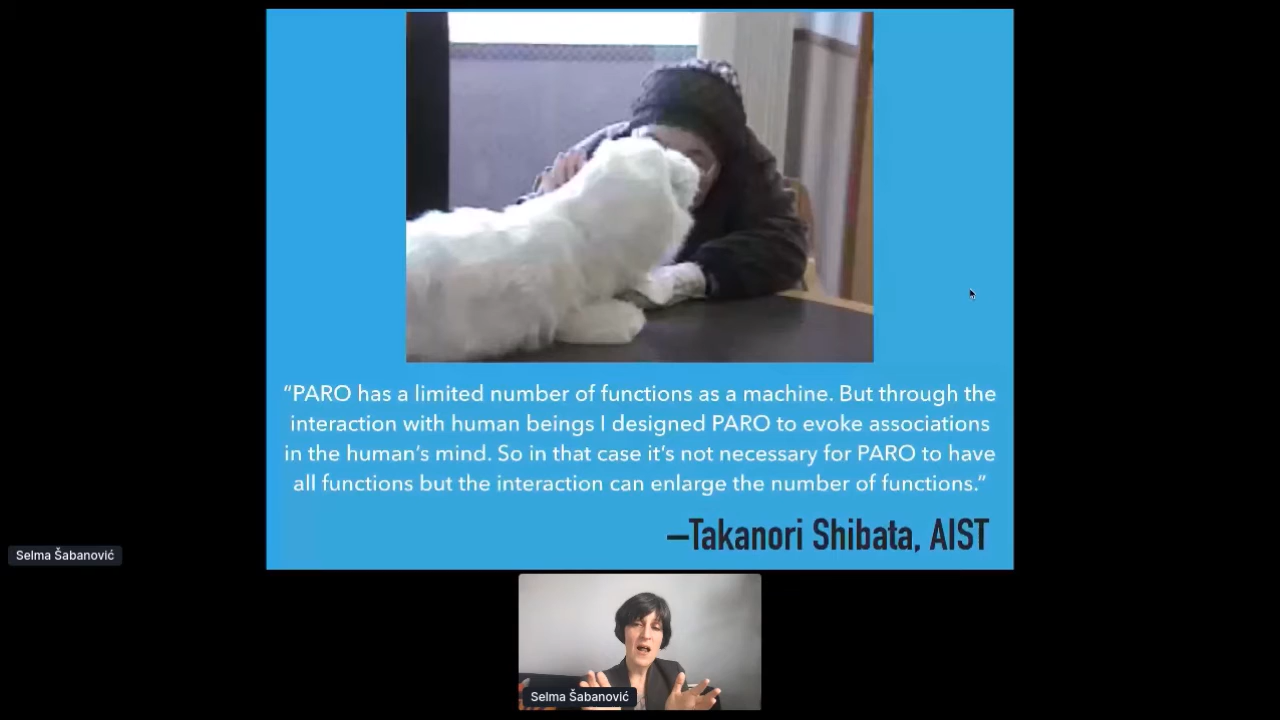 “PARO has a limited number of functions as a machine. But through the
interaction with human beings I designed PARO to evoke associations
in the human’s mind. So in that case it’s not necessary for PARO to have
all functions but the interaction can enlarge the number of functions.”
–Takanori Shibata, AIST
Selma Šabanović
Selma Šabanović